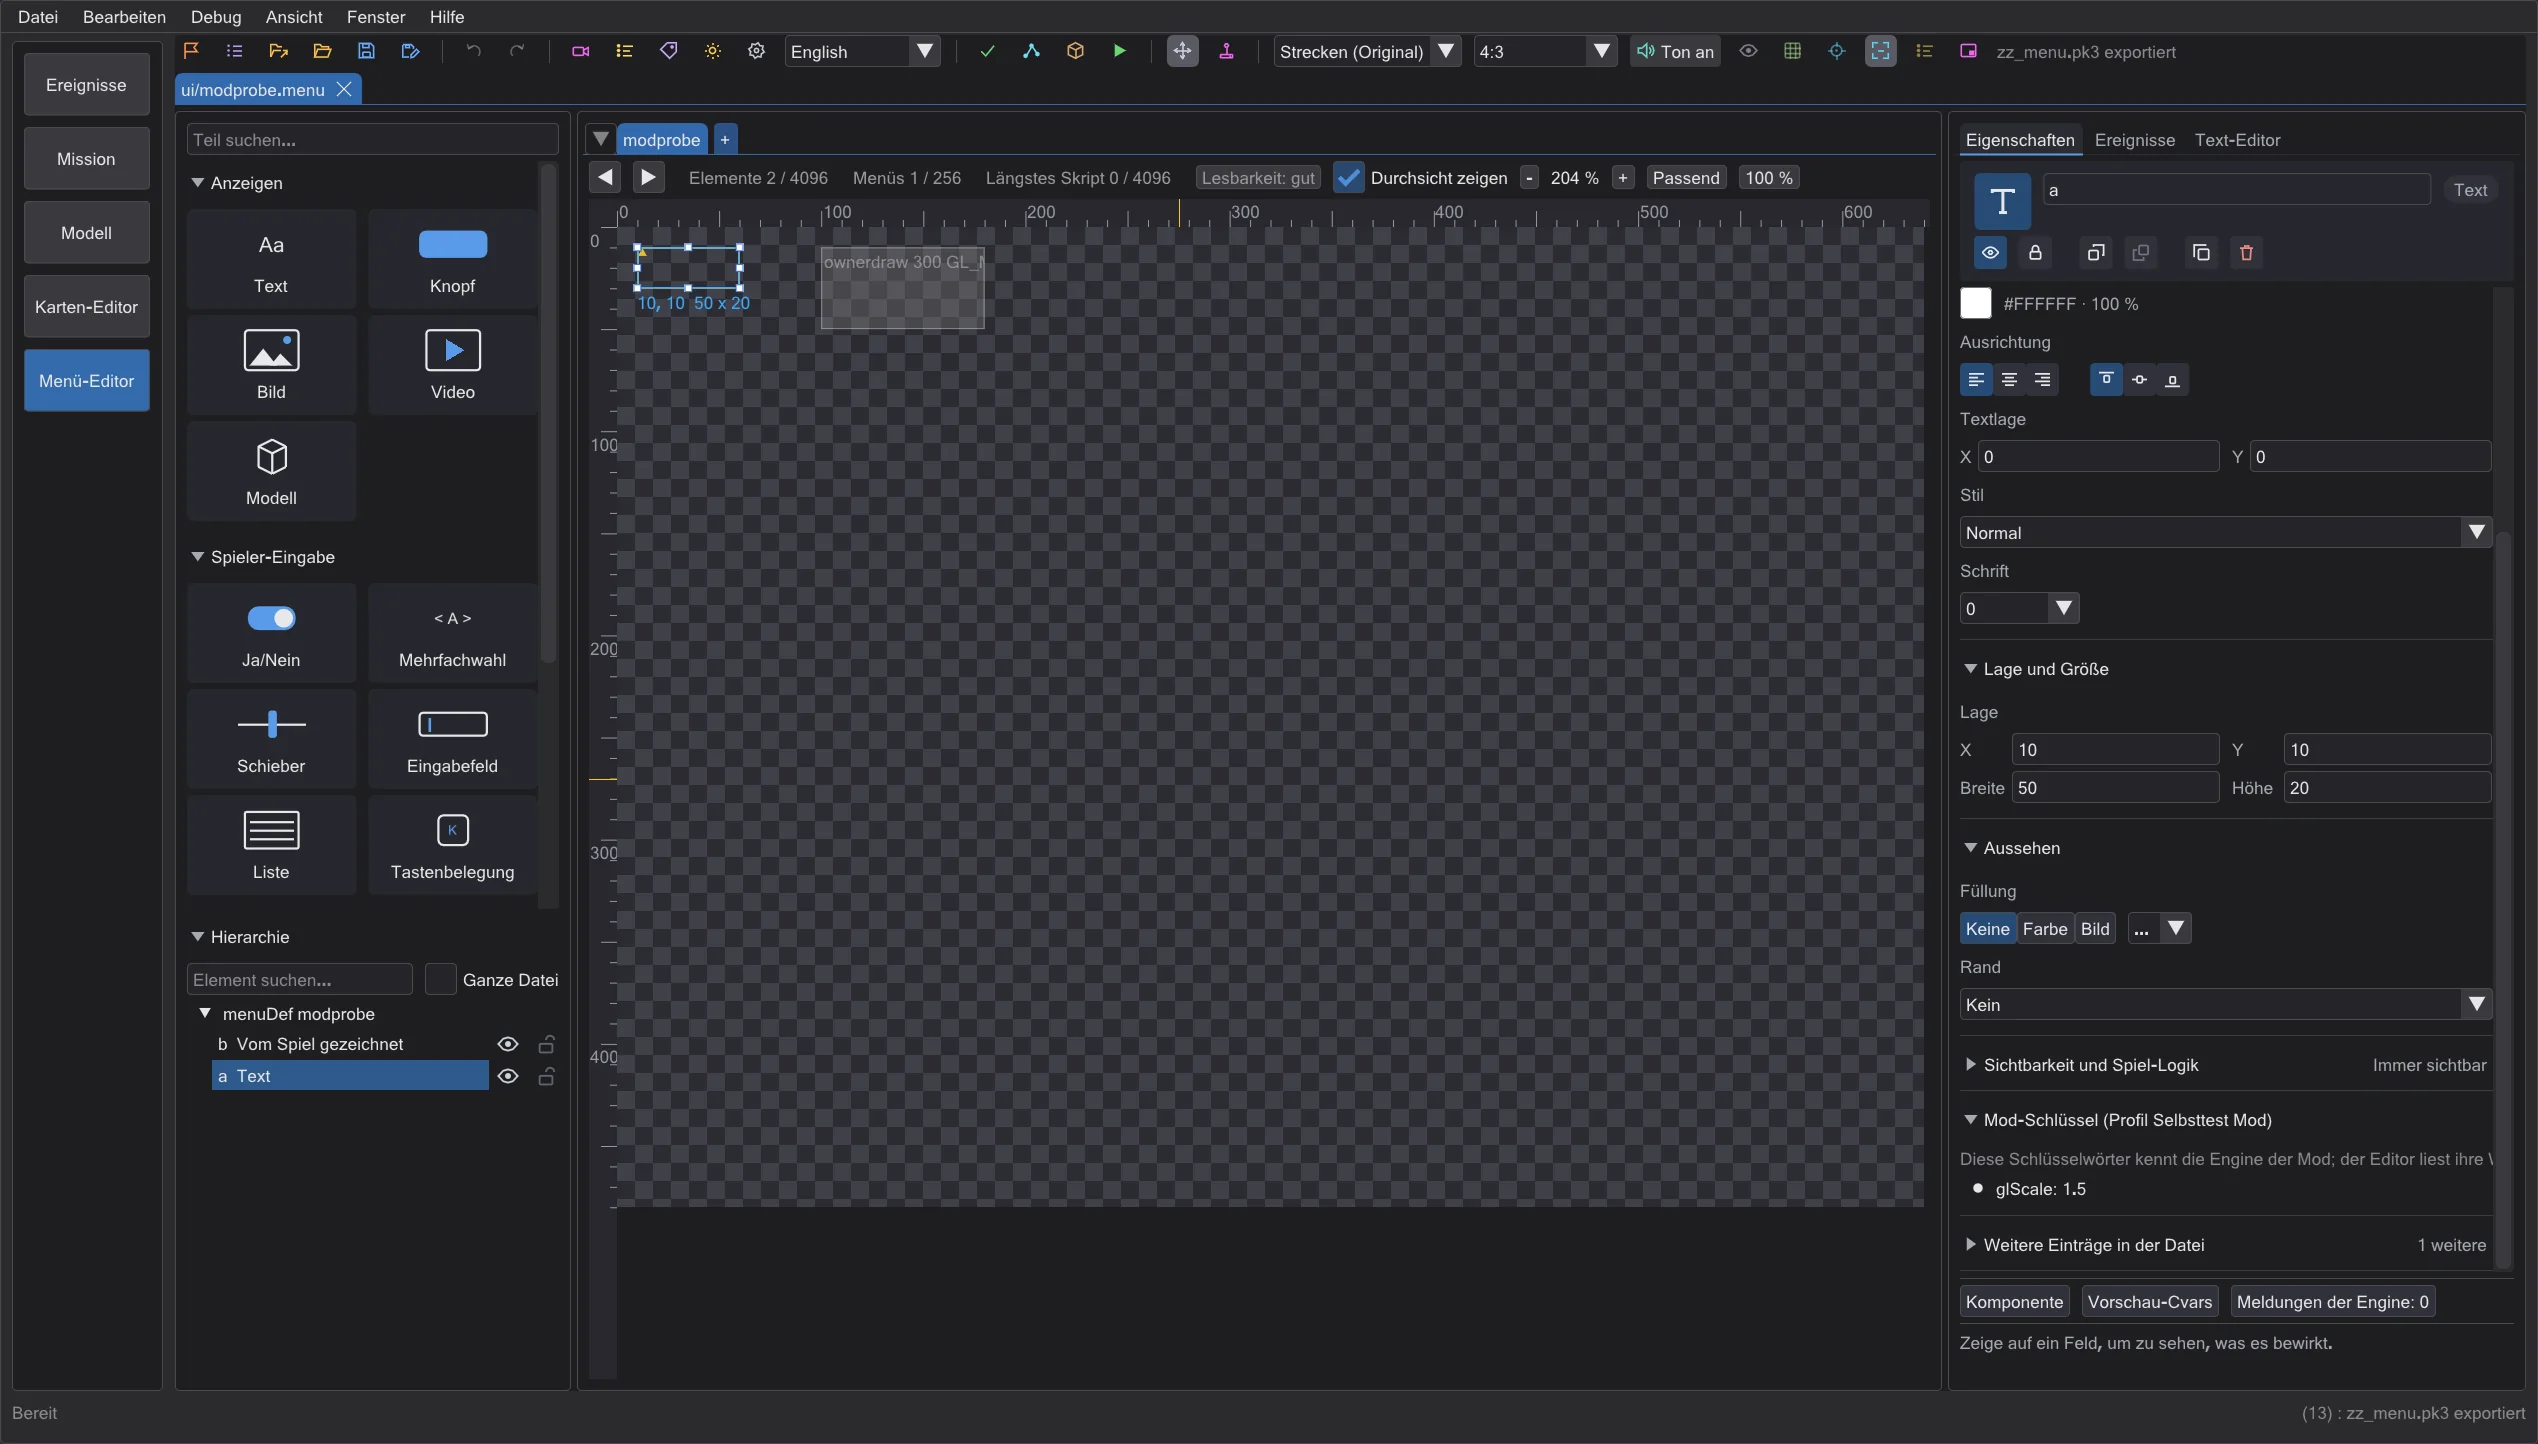 Datei Bearbeiten Debug Ansicht Fenster Hilfe
English
Strecken (Original)
4:3
Ton an
zz_menu.pk3 exportiert
Ereignisse
Mission
Modell
Karten-Editor
Menü-Editor
ui/modprobe.menu
Teil suchen...
Anzeigen
Aa
Text
Knopf
Bild
Video
Modell
Spieler-Eingabe
Ja/Nein
< A >
Mehrfachwahl
Schieber
Eingabefeld
Liste
K
Tastenbelegung
Hierarchie
Element suchen...
Ganze Datei
menuDef modprobe
b Vom Spiel gezeichnet
a Text
modprobe
+
Elemente 2 / 4096
Menüs 1 / 256
Längstes Skript 0 / 4096
Lesbarkeit: gut
Durchsicht zeigen
- 204 % +
Passend
100 %
0 100 200 300 400 500 600
0
100
200
300
400
10, 10 50 x 20
ownerdraw 300 GL_
Eigenschaften Ereignisse Text-Editor
T
a
Text
#FFFFFF · 100 %
Ausrichtung
Textlage
X 0 Y 0
Stil
Normal
Schrift
0
Lage und Größe
Lage
X 10 Y 10
Breite 50 Höhe 20
Aussehen
Füllung
Keine Farbe Bild ...
Rand
Kein
Sichtbarkeit und Spiel-Logik Immer sichtbar
Mod-Schlüssel (Profil Selbsttest Mod)
Diese Schlüsselwörter kennt die Engine der Mod; der Editor liest ihre
glScale: 1.5
Weitere Einträge in der Datei 1 weitere
Komponente Vorschau-Cvars Meldungen der Engine: 0
Zeige auf ein Feld, um zu sehen, was es bewirkt.
Bereit
(13) : zz_menu.pk3 exportiert